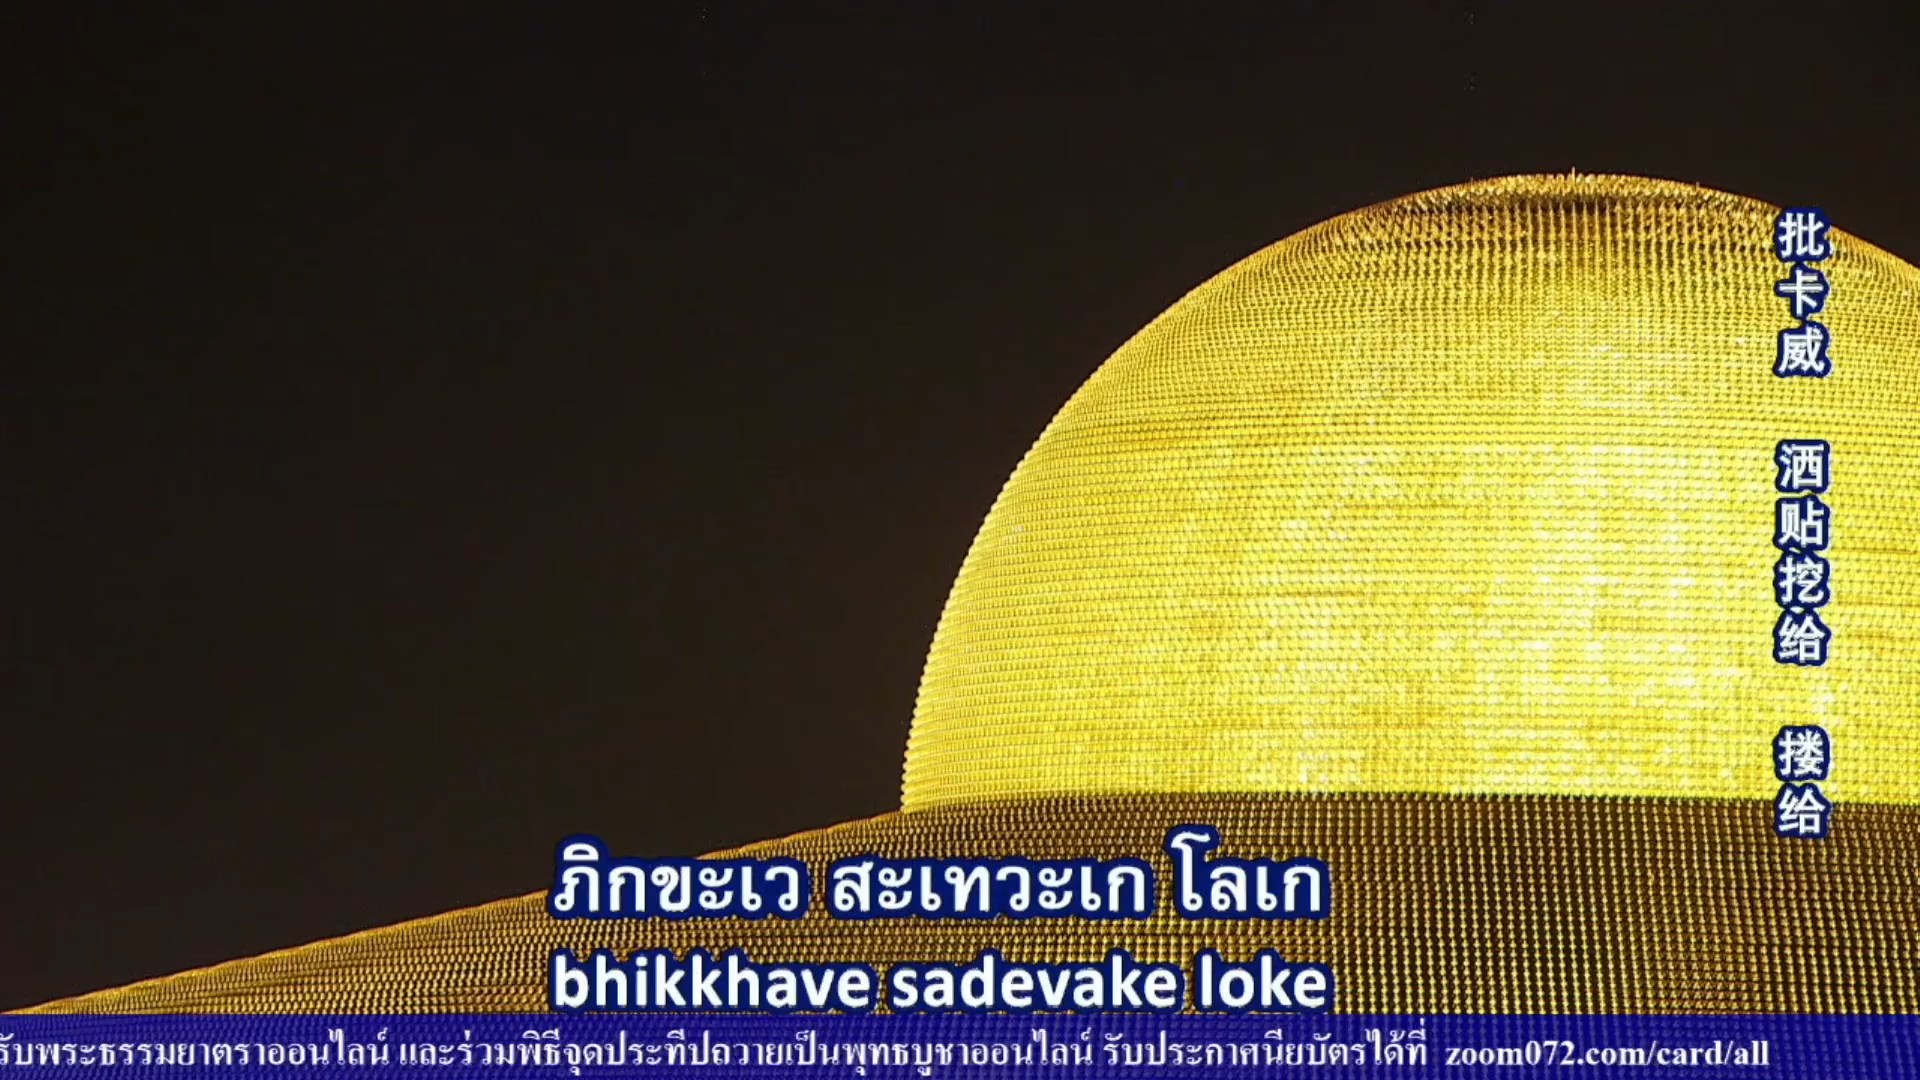 批卡威 洒贴挖给 搂给
ภิกขะเว สะเทวะเก โลเก
bhikkhave sadevake loke
รับพระธรรมยาตราออนไลน์ และร่วมพิธีจุดประทีปถวายเป็นพุทธบูชาออนไลน์ รับประกาศนียบัตรได้ที่ zoom072.com/card/all